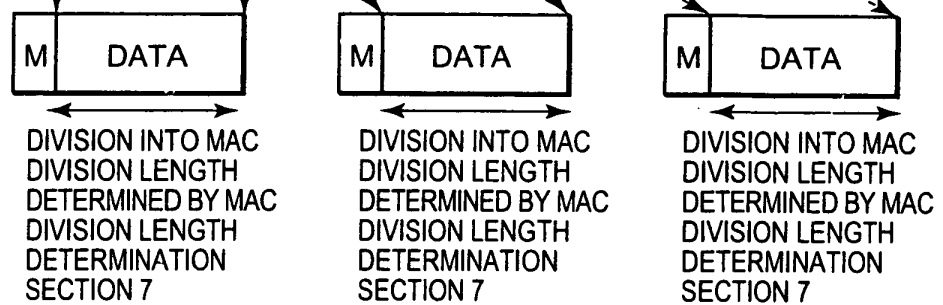 M DATA
M DATA
M DATA
DIVISION INTO MAC
DIVISION LENGTH
DETERMINED BY MAC
DIVISION LENGTH
DETERMINATION
SECTION 7
DIVISION INTO MAC
DIVISION LENGTH
DETERMINED BY MAC
DIVISION LENGTH
DETERMINATION
SECTION 7
DIVISION INTO MAC
DIVISION LENGTH
DETERMINED BY MAC
DIVISION LENGTH
DETERMINATION
SECTION 7